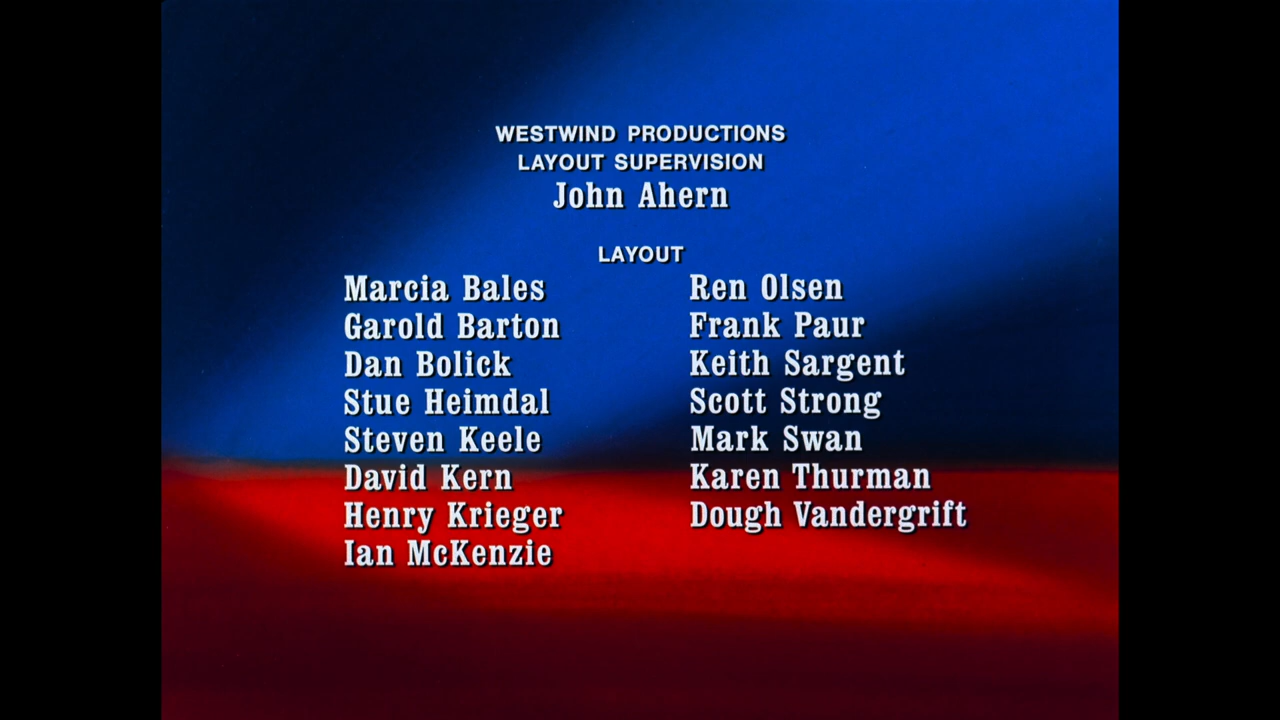 WESTWIND PRODUCTIONS
LAYOUT SUPERVISION
John Ahern
LAYOUT
Marcia Bales
Garold Barton
Dan Bolick
Stue Heimdal
Steven Keele
David Kern
Henry Krieger
Ian McKenzie
Ren Olsen
Frank Paur
Keith Sargent
Scott Strong
Mark Swan
Karen Thurman
Dough Vandergrift